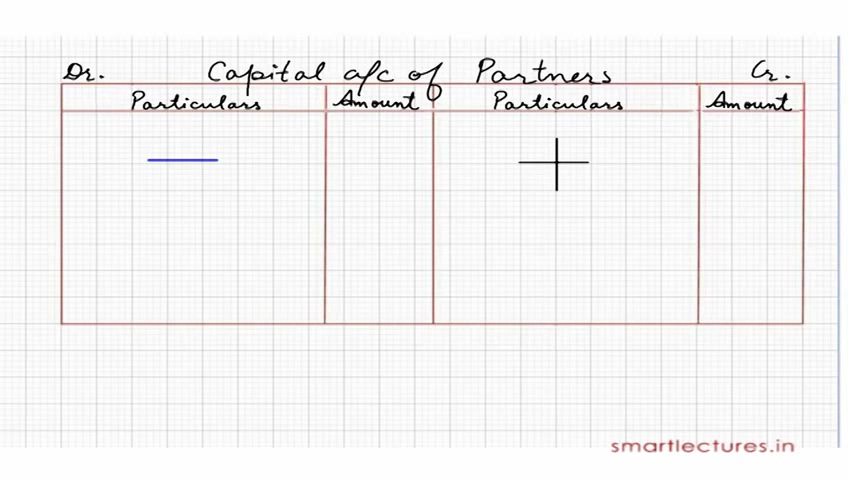 Dr. Capital a/c of Partners Cr.
Particulars Amount Particulars Amount
smartlectures.in